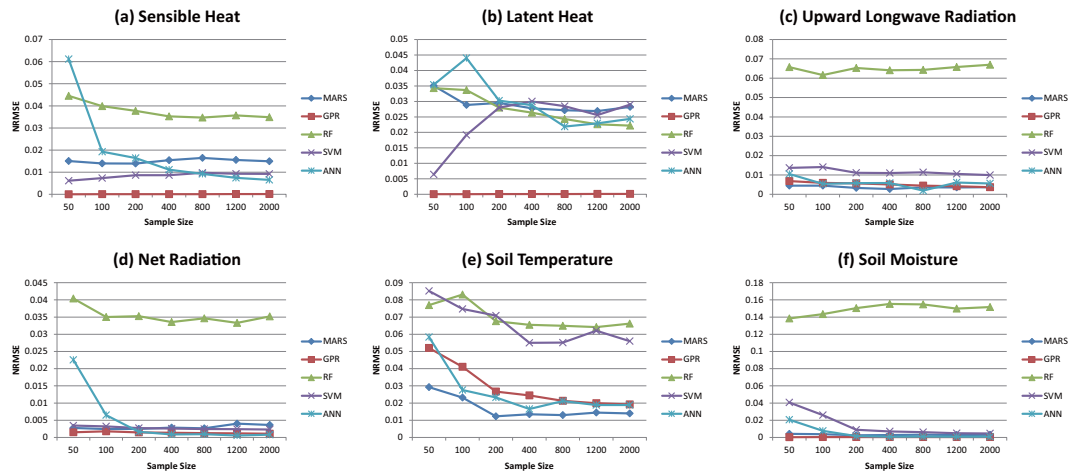 (a) Sensible Heat
0.07
0.06
0.05
0.04
0.03
0.02
0.01
0
NRMSE
50 100 200 400 800 1200 2000
Sample Size
MARS
GPR
RF
SVM
ANN
(b) Latent Heat
0.05
0.045
0.04
0.035
0.03
0.025
0.02
0.015
0.01
0.005
0
NRMSE
50 100 200 400 800 1200 2000
Sample Size
MARS
GPR
RF
SVM
ANN
(c) Upward Longwave Radiation
0.08
0.07
0.06
0.05
0.04
0.03
0.02
0.01
0
NRMSE
50 100 200 400 800 1200 2000
Sample Size
MARS
GPR
RF
SVM
ANN
(d) Net Radiation
0.045
0.04
0.035
0.03
0.025
0.02
0.015
0.01
0.005
0
NRMSE
50 100 200 400 800 1200 2000
Sample Size
MARS
GPR
RF
SVM
ANN
(e) Soil Temperature
0.09
0.08
0.07
0.06
0.05
0.04
0.03
0.02
0.01
0
NRMSE
50 100 200 400 800 1200 2000
Sample Size
MARS
GPR
RF
SVM
ANN
(f) Soil Moisture
0.18
0.16
0.14
0.12
0.1
0.08
0.06
0.04
0.02
0
NRMSE
50 100 200 400 800 1200 2000
Sample Size
MARS
GPR
RF
SVM
ANN